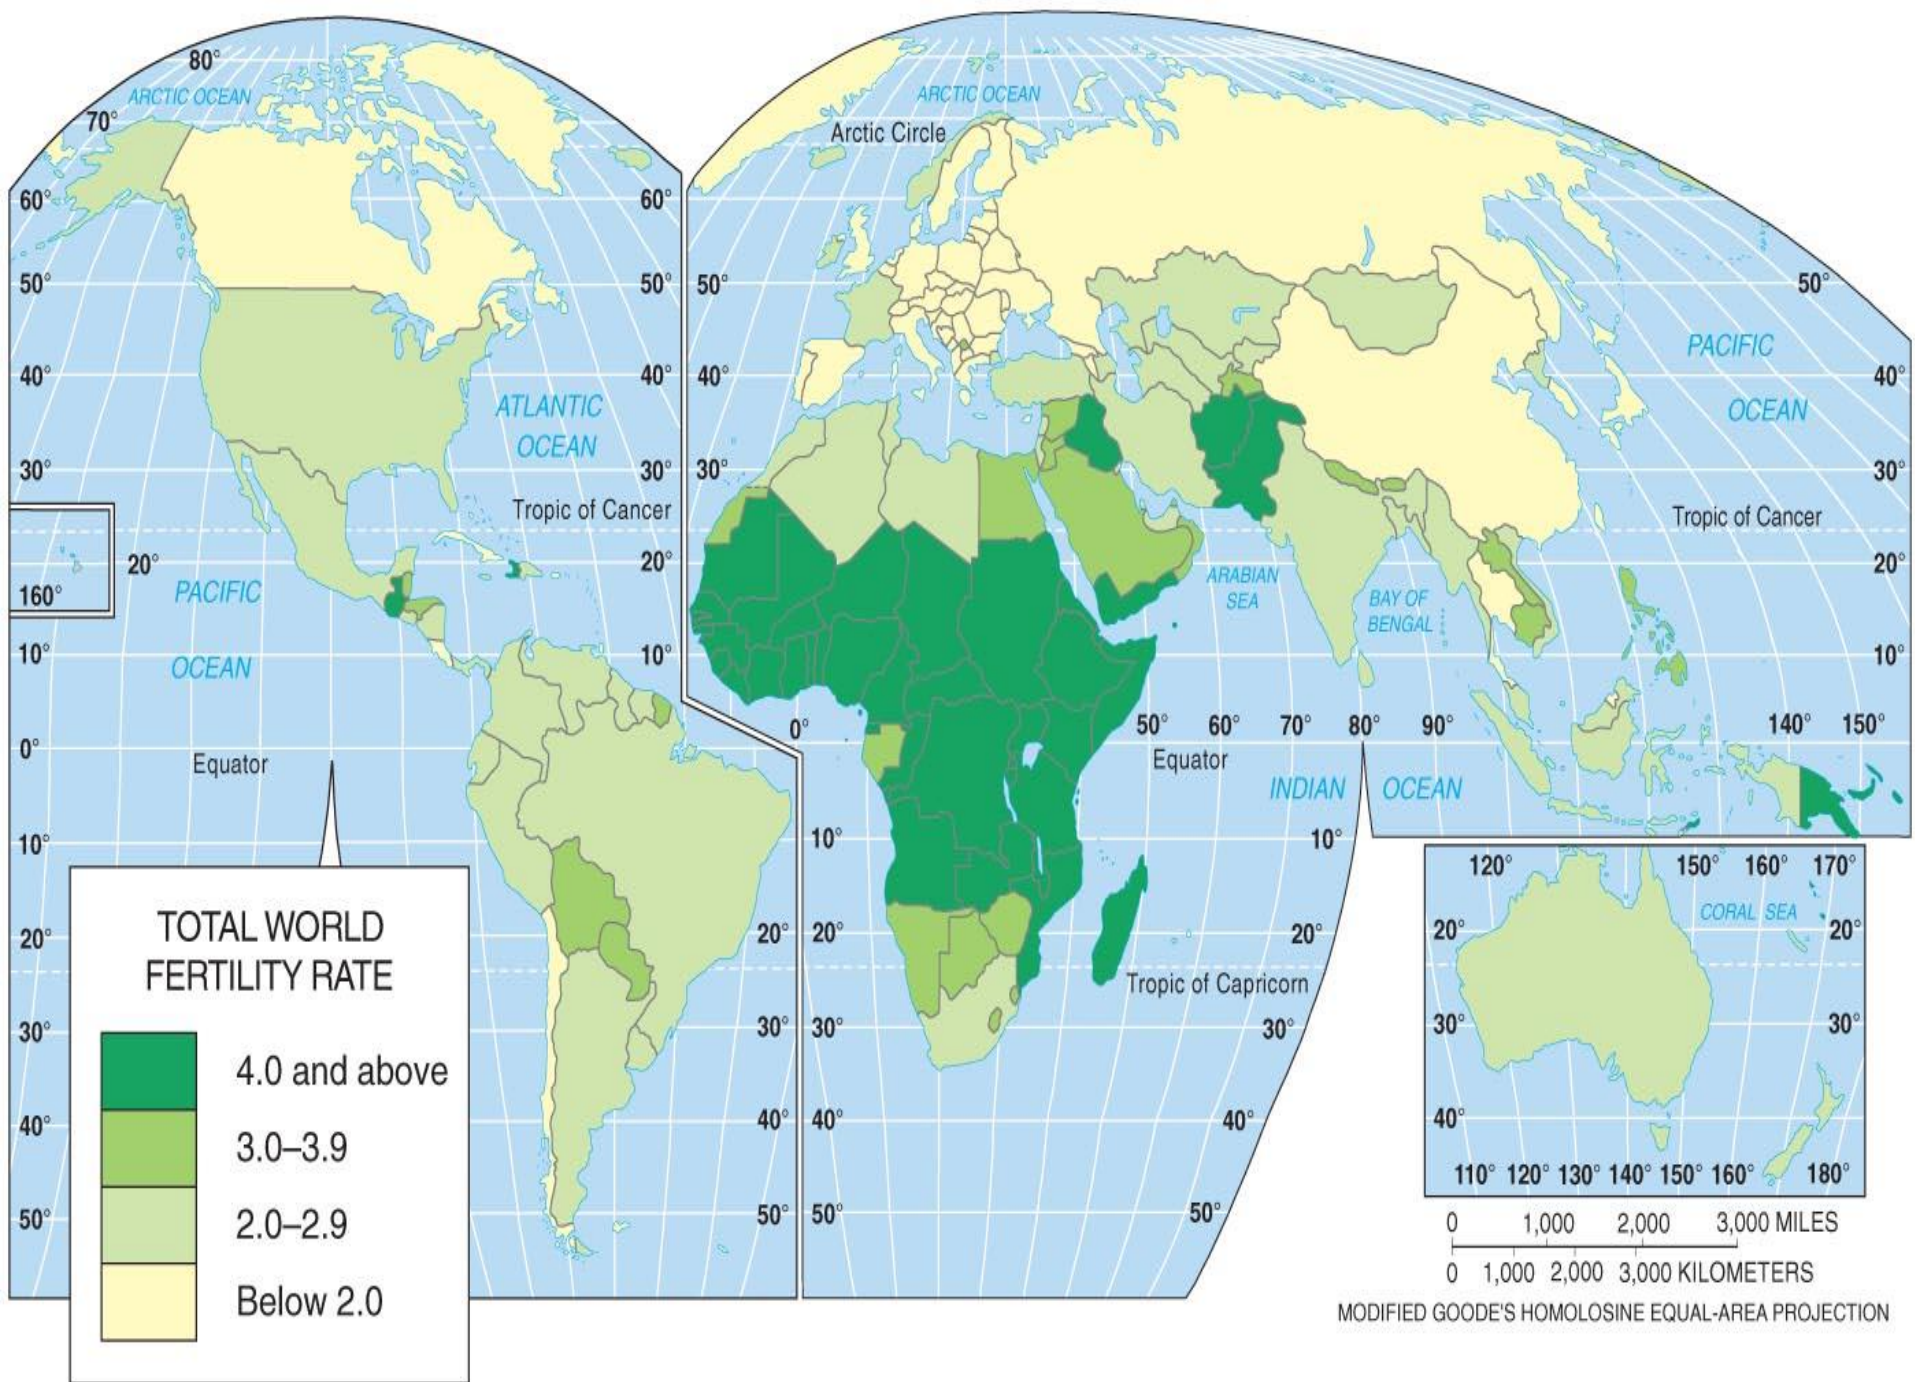 80°
ARCTIC OCEAN
70°
60°
60°
50°
50°
40°
40°
ATLANTIC
OCEAN
30°
30°
Tropic of Cancer
20°
20°
160°
PACIFIC
OCEAN
10°
10°
0°
Equator
10°
20°
20°
30°
30°
40°
40°
50°
50°
TOTAL WORLD
FERTILITY RATE
4.0 and above
3.0–3.9
2.0–2.9
Below 2.0
ARCTIC OCEAN
Arctic Circle
50°
50°
PACIFIC
OCEAN
40°
40°
30°
30°
Tropic of Cancer
20°
ARABIAN
SEA
BAY OF
BENGAL
10°
0°
50°
60°
70°
80°
90°
140°
150°
Equator
INDIAN
OCEAN
10°
10°
20°
20°
Tropic of Capricorn
30°
30°
40°
40°
50°
50°
120°
150°
160°
170°
CORAL SEA
20°
20°
30°
30°
40°
110°
120°
130°
140°
150°
160°
180°
0 1,000 2,000 3,000 MILES
0 1,000 2,000 3,000 KILOMETERS
MODIFIED GOODE'S HOMOLOSINE EQUAL-AREA PROJECTION